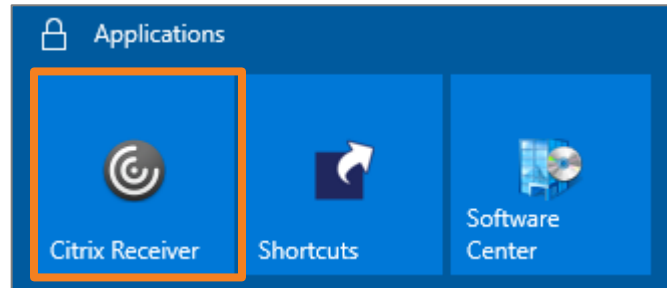 Applications
Citrix Receiver
Shortcuts
Software
Center